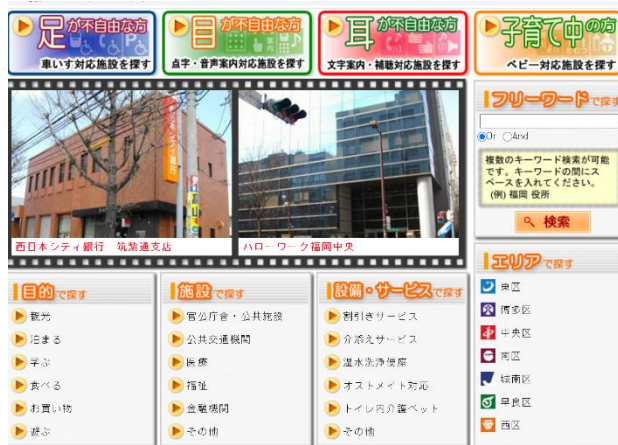 足が不自由な方
車いす対応施設を探す
目が不自由な方
点字・音声案内対応施設を探す
耳が不自由な方
文字案内・補聴対応施設を探す
子育て中の方
ベビー対応施設を探す
西日本シティ銀行 筑紫通支店
ハローワーク福岡中央
フリーワードで探す
Or And
複数のキーワード検索が可能
です。キーワードの間にス
ペースを入れてください。
(例) 福岡 役所
検索
目的で探す
観光
泊まる
学ぶ
食べる
お買い物
遊ぶ
施設で探す
官公庁舎・公共施設
公共交通機関
医療
福祉
金融機関
その他
設備・サービスで探す
割引きサービス
介添えサービス
温水洗浄便座
オストメイト対応
トイレ内介護ベット
その他
エリアで探す
東区
博多区
中央区
南区
城南区
早良区
西区